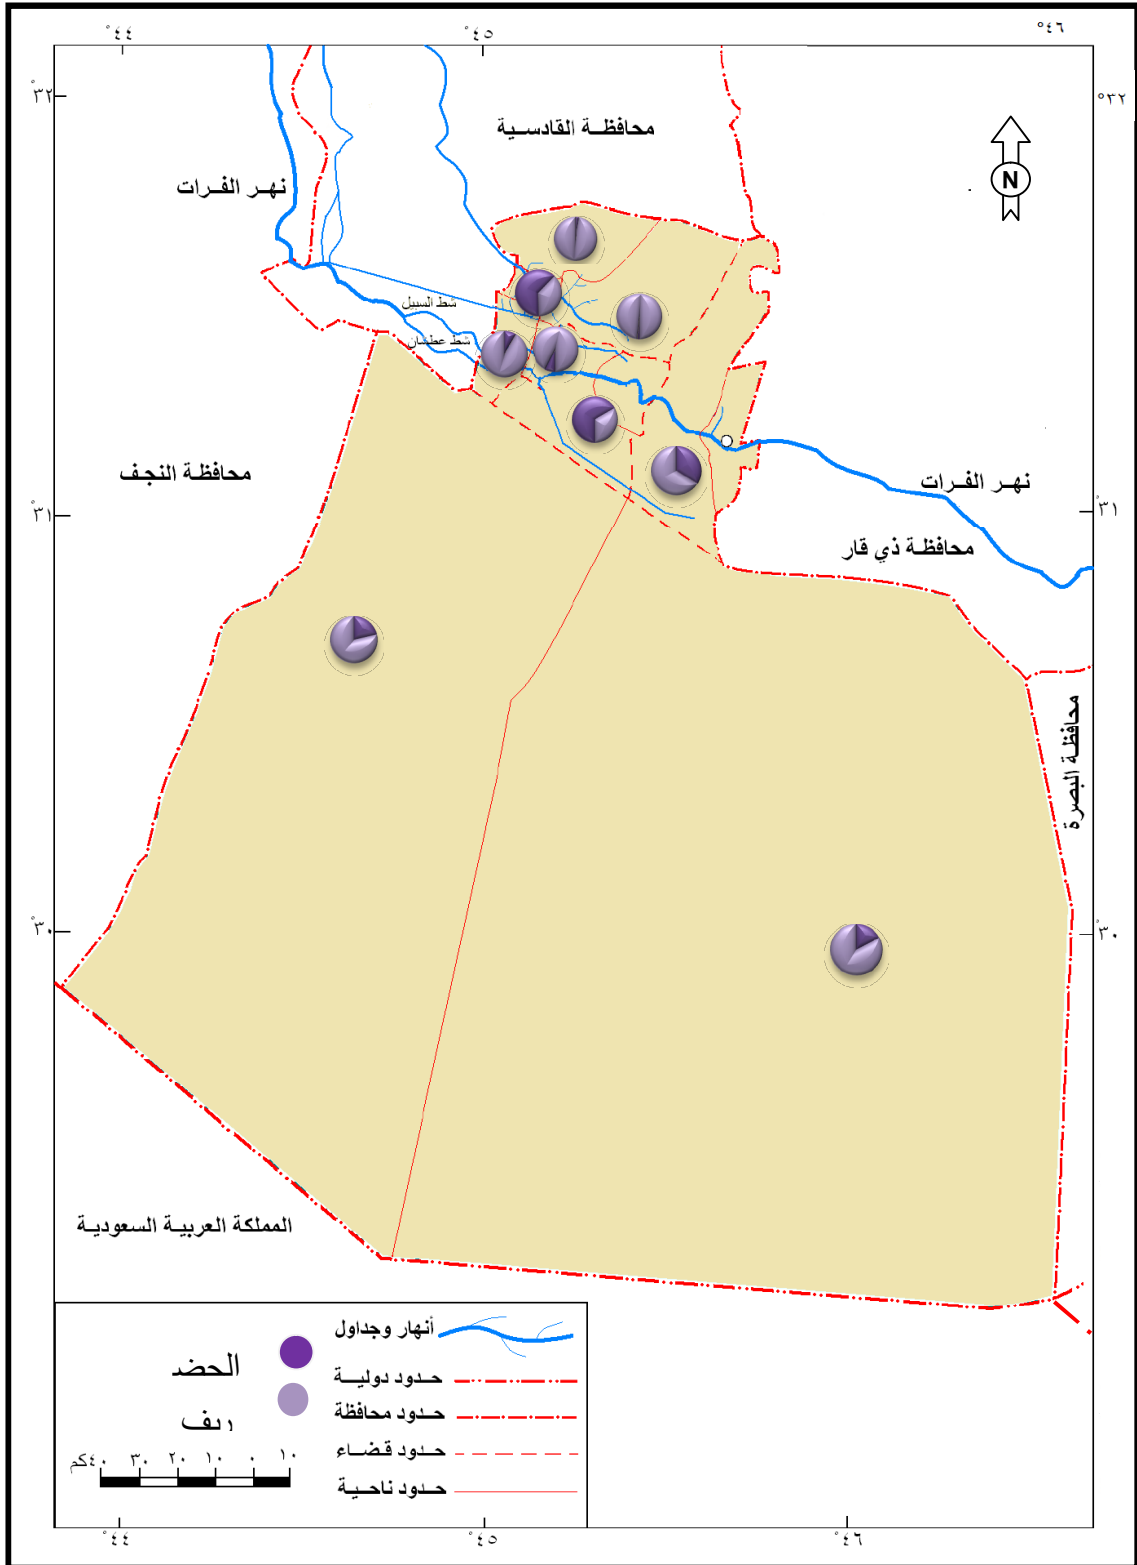 °٤٤
°٤٥
°٤٦
°٣٢
°٣٢
محافظة القادسية
N
نهر الفرات
شط السبيل
شط عطشان
محافظة النجف
نهر الفرات
°٣١
°٣١
محافظة ذي قار
محافظة البصرة
°٣٠
°٣٠
المملكة العربية السعودية
أنهار وجداول
الحضد
حدود دولية
ريف
حدود محافظة
حدود قضاء
٤٠كم ٣٠ ٢٠ ١٠ ٠ ١٠
حدود ناحية
°٤٤
°٤٥
°٤٦